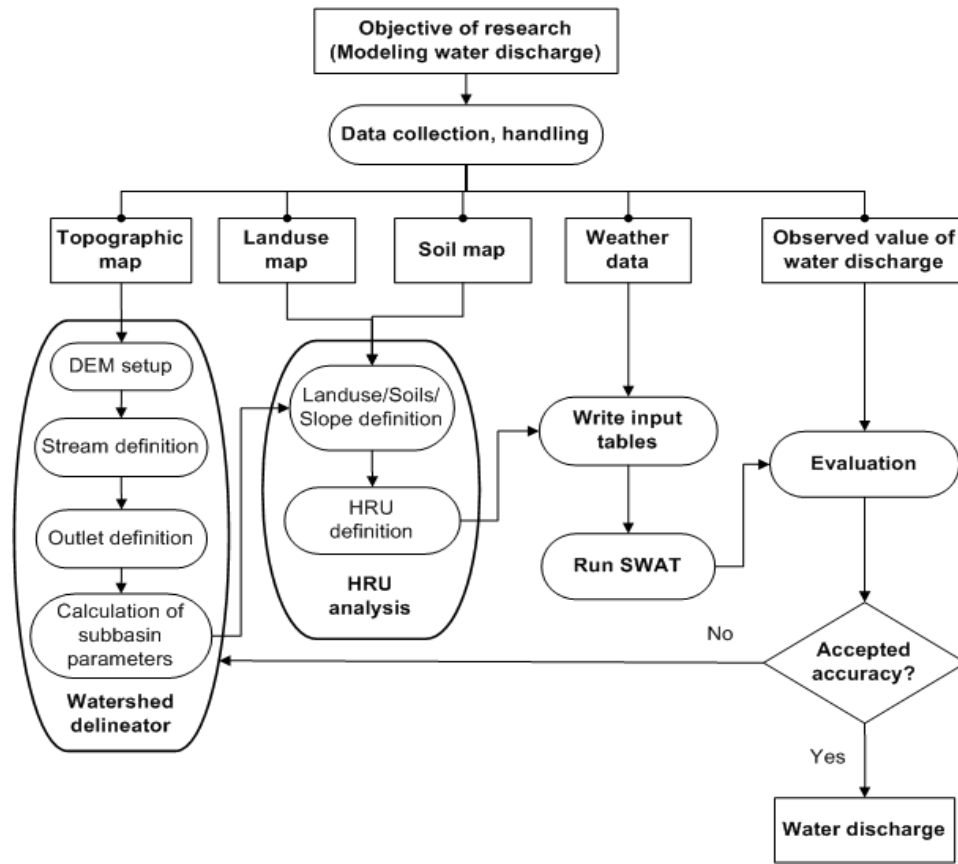 Objective of research
(Modeling water discharge)
Data collection, handling
Topographic
map
Landuse
map
Soil map
Weather
data
Observed value of
water discharge
DEM setup
Stream definition
Outlet definition
Calculation of
subbasin
parameters
Watershed
delineator
Landuse/Soils/
Slope definition
HRU
definition
HRU
analysis
Write input
tables
Run SWAT
Evaluation
Accepted
accuracy?
No
Yes
Water discharge